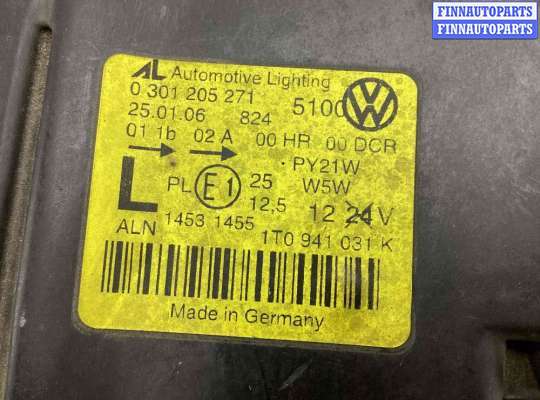 FINNAUTOPARTS
FINNAUTOPARTS
AL Automotive Lighting
0 301 205 271 510
25.01.06 824
01 1b 02 A 00 HR 00 DCR
PY21W
L PL E1 25 W5W
12,5 12 24 V
ALN 1453 1455
1T0 941 031 K
Made in Germany